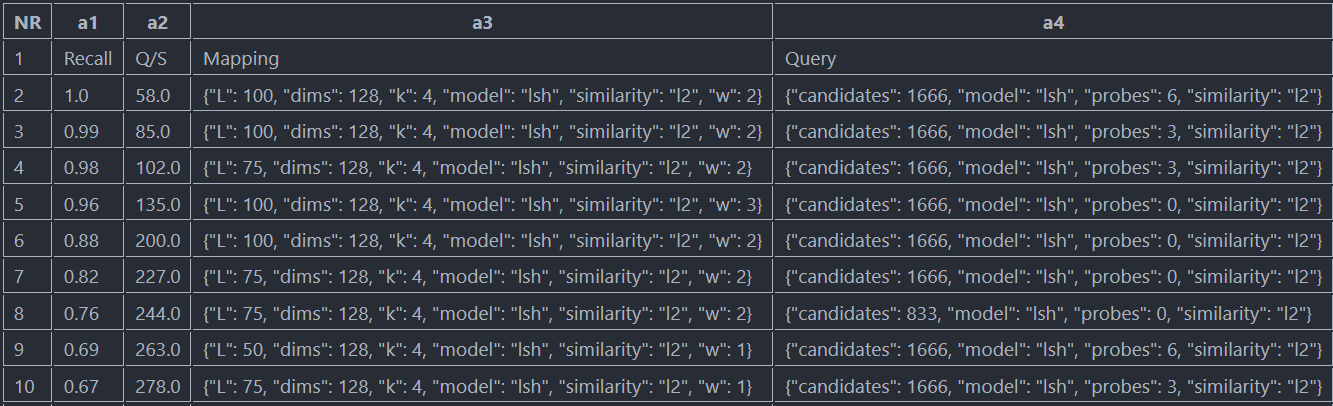 NR a1 a2 a3 a4
1 Recall Q/S Mapping Query
2 1.0 58.0 {"L": 100, "dims": 128, "k": 4, "model": "lsh", "similarity": "l2", "w": 2} {"candidates": 1666, "model": "lsh", "probes": 6, "similarity": "l2"}
3 0.99 85.0 {"L": 100, "dims": 128, "k": 4, "model": "lsh", "similarity": "l2", "w": 2} {"candidates": 1666, "model": "lsh", "probes": 3, "similarity": "l2"}
4 0.98 102.0 {"L": 75, "dims": 128, "k": 4, "model": "lsh", "similarity": "l2", "w": 2} {"candidates": 1666, "model": "lsh", "probes": 3, "similarity": "l2"}
5 0.96 135.0 {"L": 100, "dims": 128, "k": 4, "model": "lsh", "similarity": "l2", "w": 3} {"candidates": 1666, "model": "lsh", "probes": 0, "similarity": "l2"}
6 0.88 200.0 {"L": 100, "dims": 128, "k": 4, "model": "lsh", "similarity": "l2", "w": 2} {"candidates": 1666, "model": "lsh", "probes": 0, "similarity": "l2"}
7 0.82 227.0 {"L": 75, "dims": 128, "k": 4, "model": "lsh", "similarity": "l2", "w": 2} {"candidates": 1666, "model": "lsh", "probes": 0, "similarity": "l2"}
8 0.76 244.0 {"L": 75, "dims": 128, "k": 4, "model": "lsh", "similarity": "l2", "w": 2} {"candidates": 833, "model": "lsh", "probes": 0, "similarity": "l2"}
9 0.69 263.0 {"L": 50, "dims": 128, "k": 4, "model": "lsh", "similarity": "l2", "w": 1} {"candidates": 1666, "model": "lsh", "probes": 6, "similarity": "l2"}
10 0.67 278.0 {"L": 75, "dims": 128, "k": 4, "model": "lsh", "similarity": "l2", "w": 1} {"candidates": 1666, "model": "lsh", "probes": 3, "similarity": "l2"}